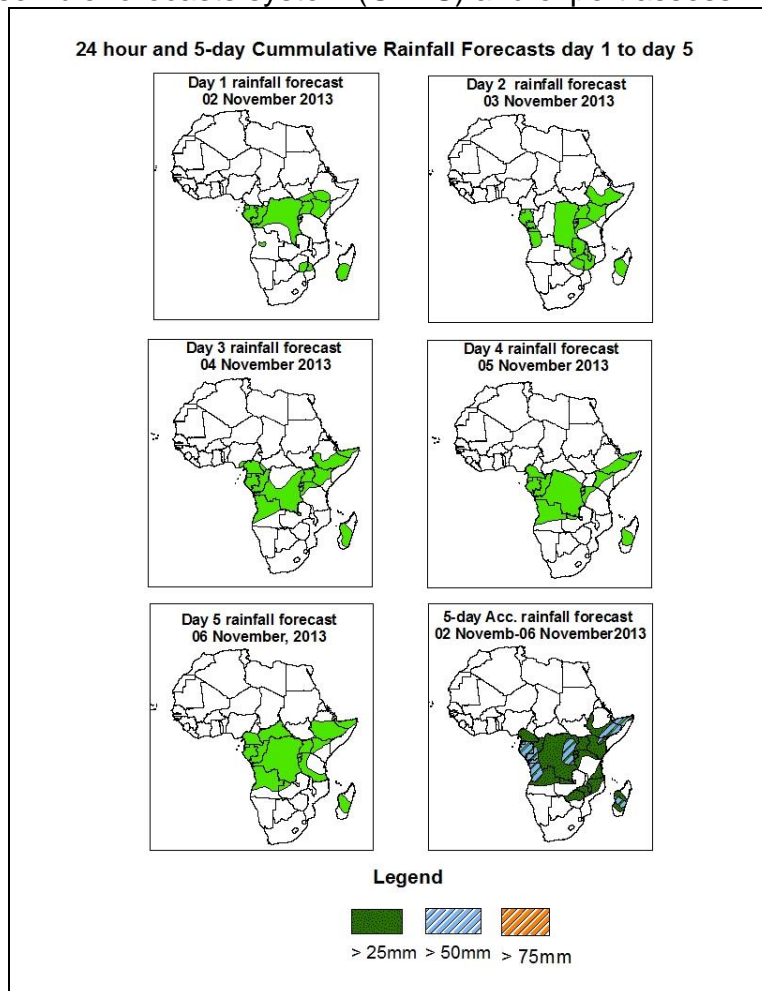 24 hour and 5-day Cummulative Rainfall Forecasts day 1 to day 5
Day 1 rainfall forecast
02 November 2013
Day 2 rainfall forecast
03 November 2013
Day 3 rainfall forecast
04 November 2013
Day 4 rainfall forecast
05 November 2013
Day 5 rainfall forecast
06 November, 2013
5-day Acc. rainfall forecast
02 Novemb-06 November2013
Legend
> 25mm > 50mm > 75mm